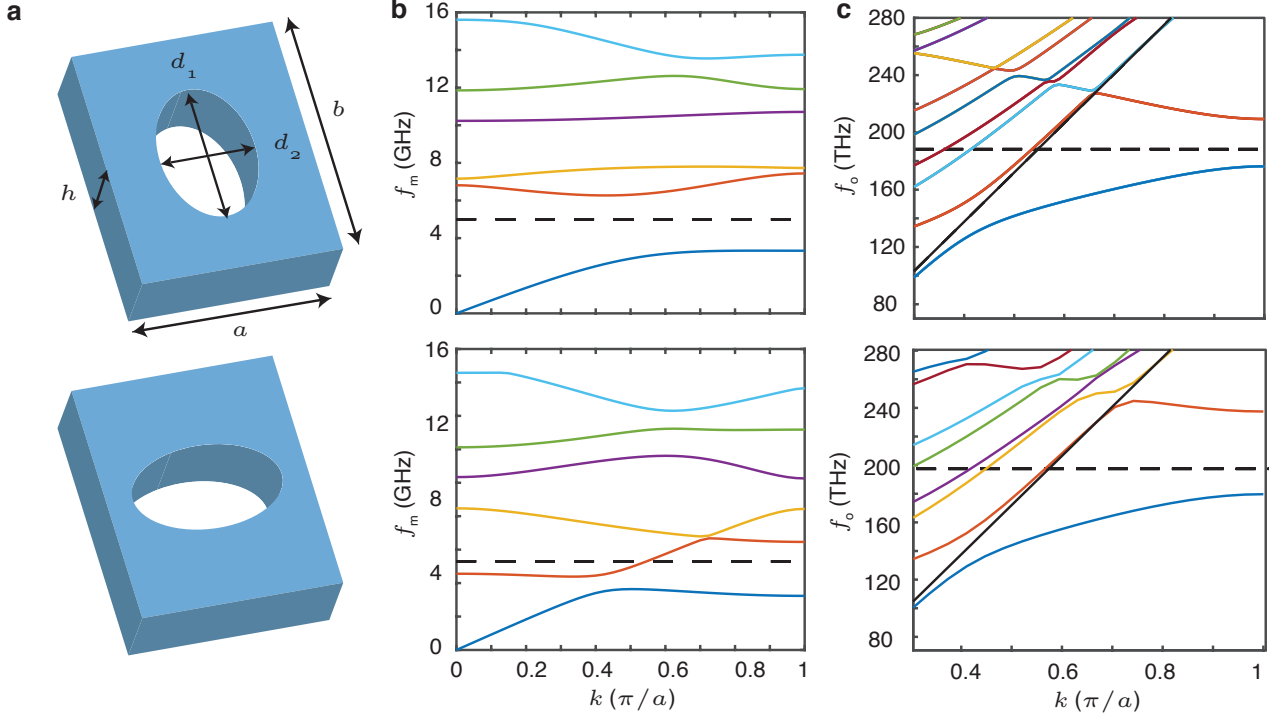 a
d₁
d₂
b
h
a
b
16
12
8
4
0
fₘ (GHz)
16
12
8
4
0
fₘ (GHz)
0 0.2 0.4 0.6 0.8 1
k (π/a)
c
280
240
200
160
120
80
fₒ (THz)
280
240
200
160
120
80
fₒ (THz)
0.4 0.6 0.8 1
k (π/a)